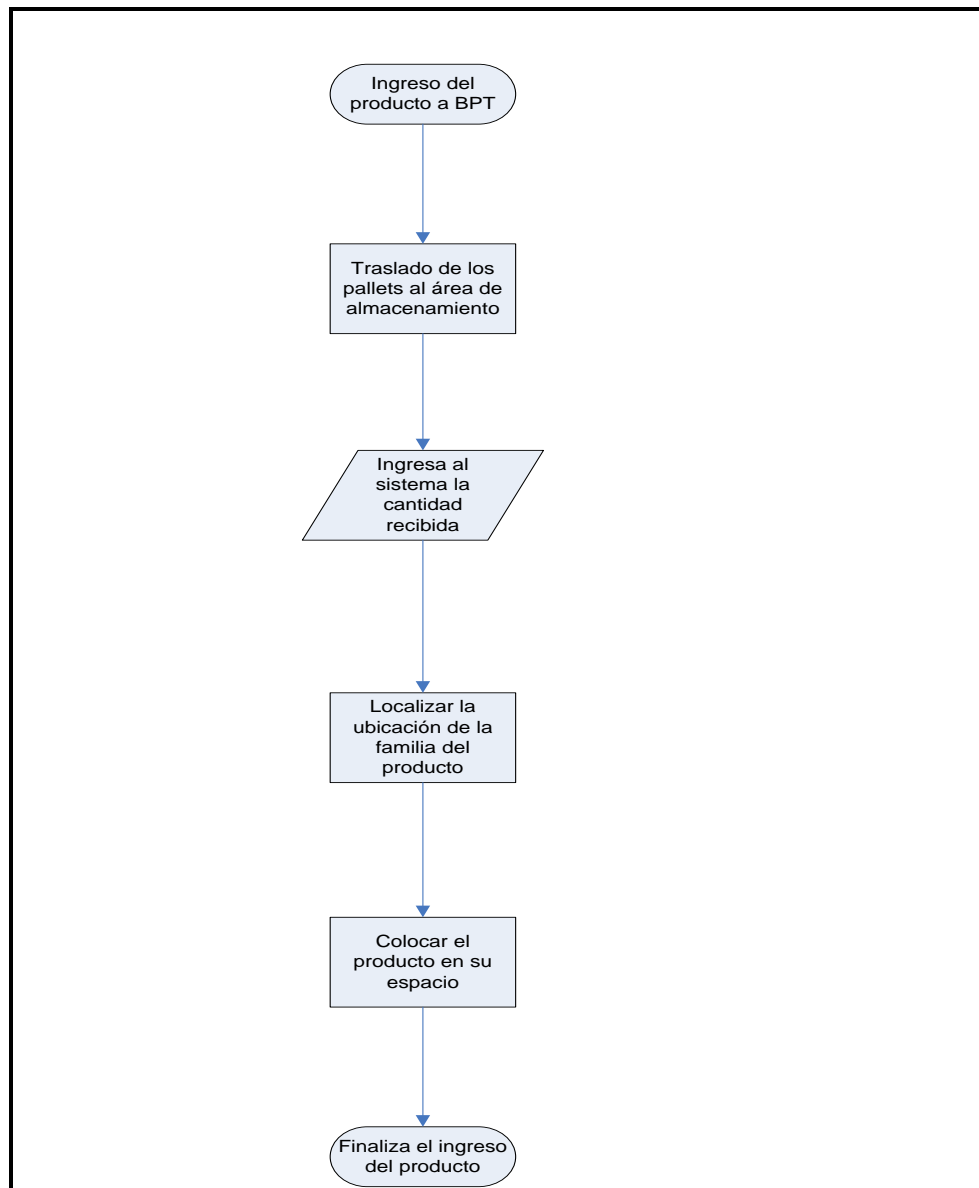 Ingreso del
producto a BPT
Traslado de los
pallets al área de
almacenamiento
Ingresa al
sistema la
cantidad
recibida
Localizar la
ubicación de la
familia del
producto
Colocar el
producto en su
espacio
Finaliza el ingreso
del producto